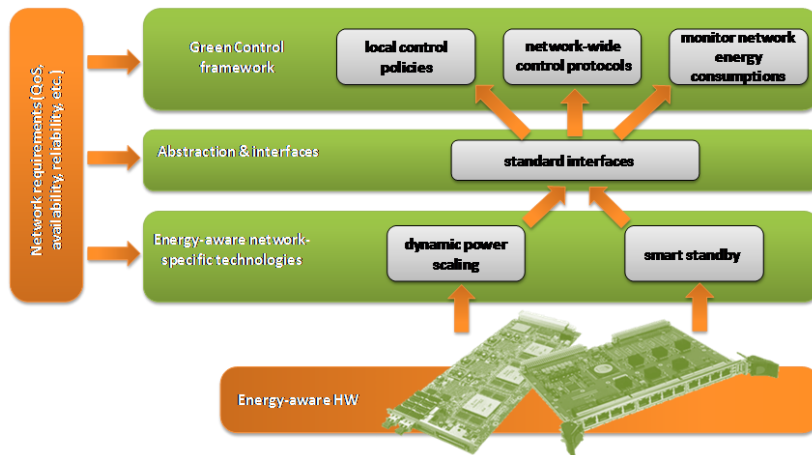 Network requirements (QoS,
availability, reliability, etc.)
Green Control
framework
local control
policies
network-wide
control protocols
monitor network
energy
consumptions
Abstraction & interfaces
standard interfaces
Energy-aware network-
specific technologies
dynamic power
scaling
smart standby
Energy-aware HW